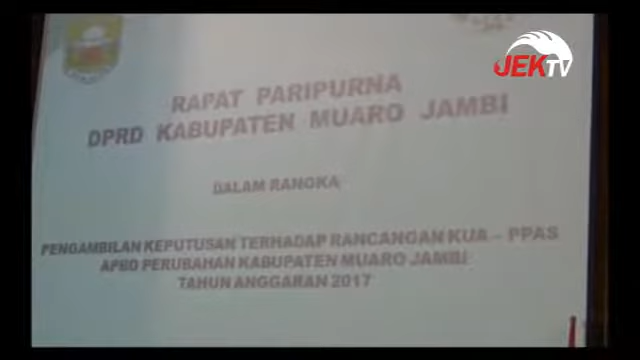 JEKTV
RAPAT PARIPURNA
DPRD KABUPATEN MUARO JAMBI
DALAM RANGKA
PENGAMBILAN KEPUTUSAN TERHADAP RANCANGAN KUA - PPAS
APBD PERUBAHAN KABUPATEN MUARO JAMBI
TAHUN ANGGARAN 2017